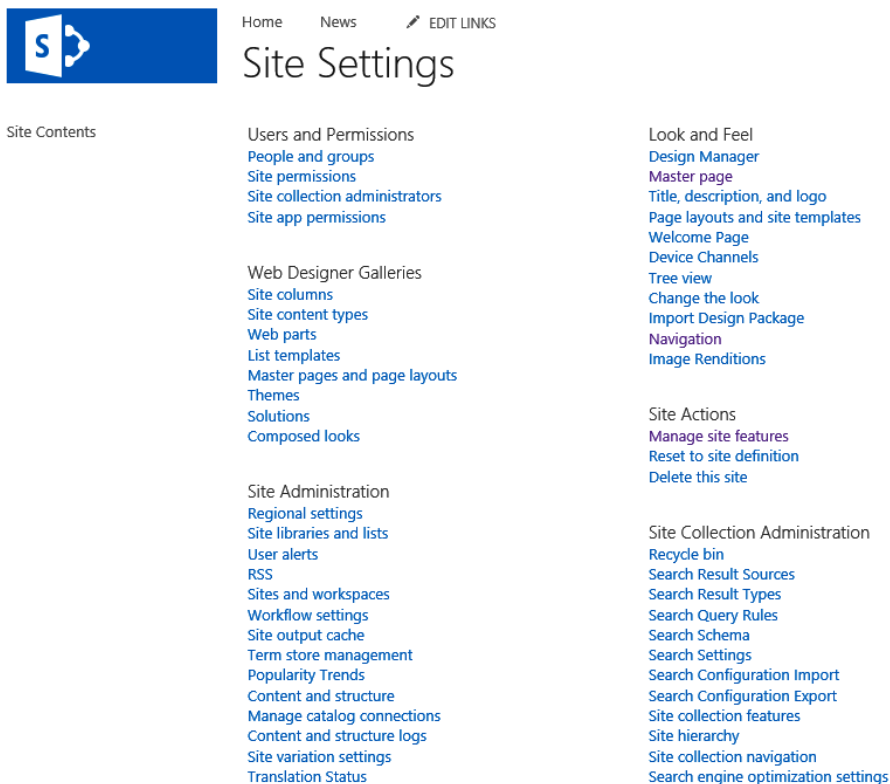 S
Home News EDIT LINKS
Site Settings
Site Contents
Users and Permissions
People and groups
Site permissions
Site collection administrators
Site app permissions
Web Designer Galleries
Site columns
Site content types
Web parts
List templates
Master pages and page layouts
Themes
Solutions
Composed looks
Site Administration
Regional settings
Site libraries and lists
User alerts
RSS
Sites and workspaces
Workflow settings
Site output cache
Term store management
Popularity Trends
Content and structure
Manage catalog connections
Content and structure logs
Site variation settings
Translation Status
Look and Feel
Design Manager
Master page
Title, description, and logo
Page layouts and site templates
Welcome Page
Device Channels
Tree view
Change the look
Import Design Package
Navigation
Image Renditions
Site Actions
Manage site features
Reset to site definition
Delete this site
Site Collection Administration
Recycle bin
Search Result Sources
Search Result Types
Search Query Rules
Search Schema
Search Settings
Search Configuration Import
Search Configuration Export
Site collection features
Site hierarchy
Site collection navigation
Search engine optimization settings